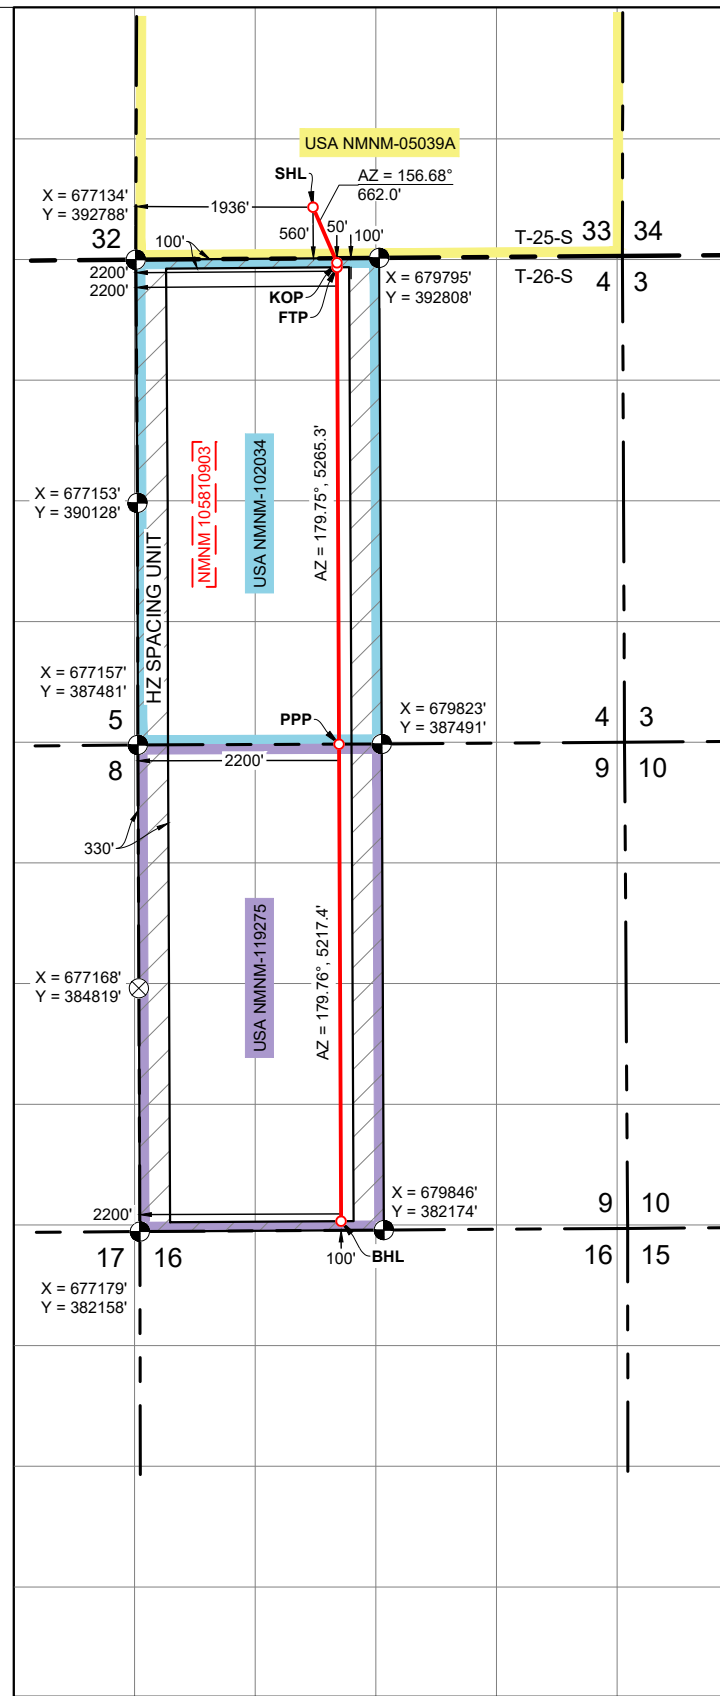 USA NMNM-05039A
SHL
AZ = 156.68°
662.0'
X = 677134'
Y = 392788'
1936'
560'
50'
100'
32
100'
T-25-S
33
34
2200'
2200'
KOP
FTP
X = 679795'
Y = 392808'
T-26-S
4
3
NMNM 105810903
USA NMNM-102034
AZ = 179.75°, 5265.3'
X = 677153'
Y = 390128'
HZ SPACING UNIT
X = 677157'
Y = 387481'
5
PPP
X = 679823'
Y = 387491'
4
3
8
2200'
9
10
330'
USA NMNM-119275
AZ = 179.76°, 5217.4'
X = 677168'
Y = 384819'
2200'
X = 679846'
Y = 382174'
9
10
17
16
100'
BHL
16
15
X = 677179'
Y = 382158'